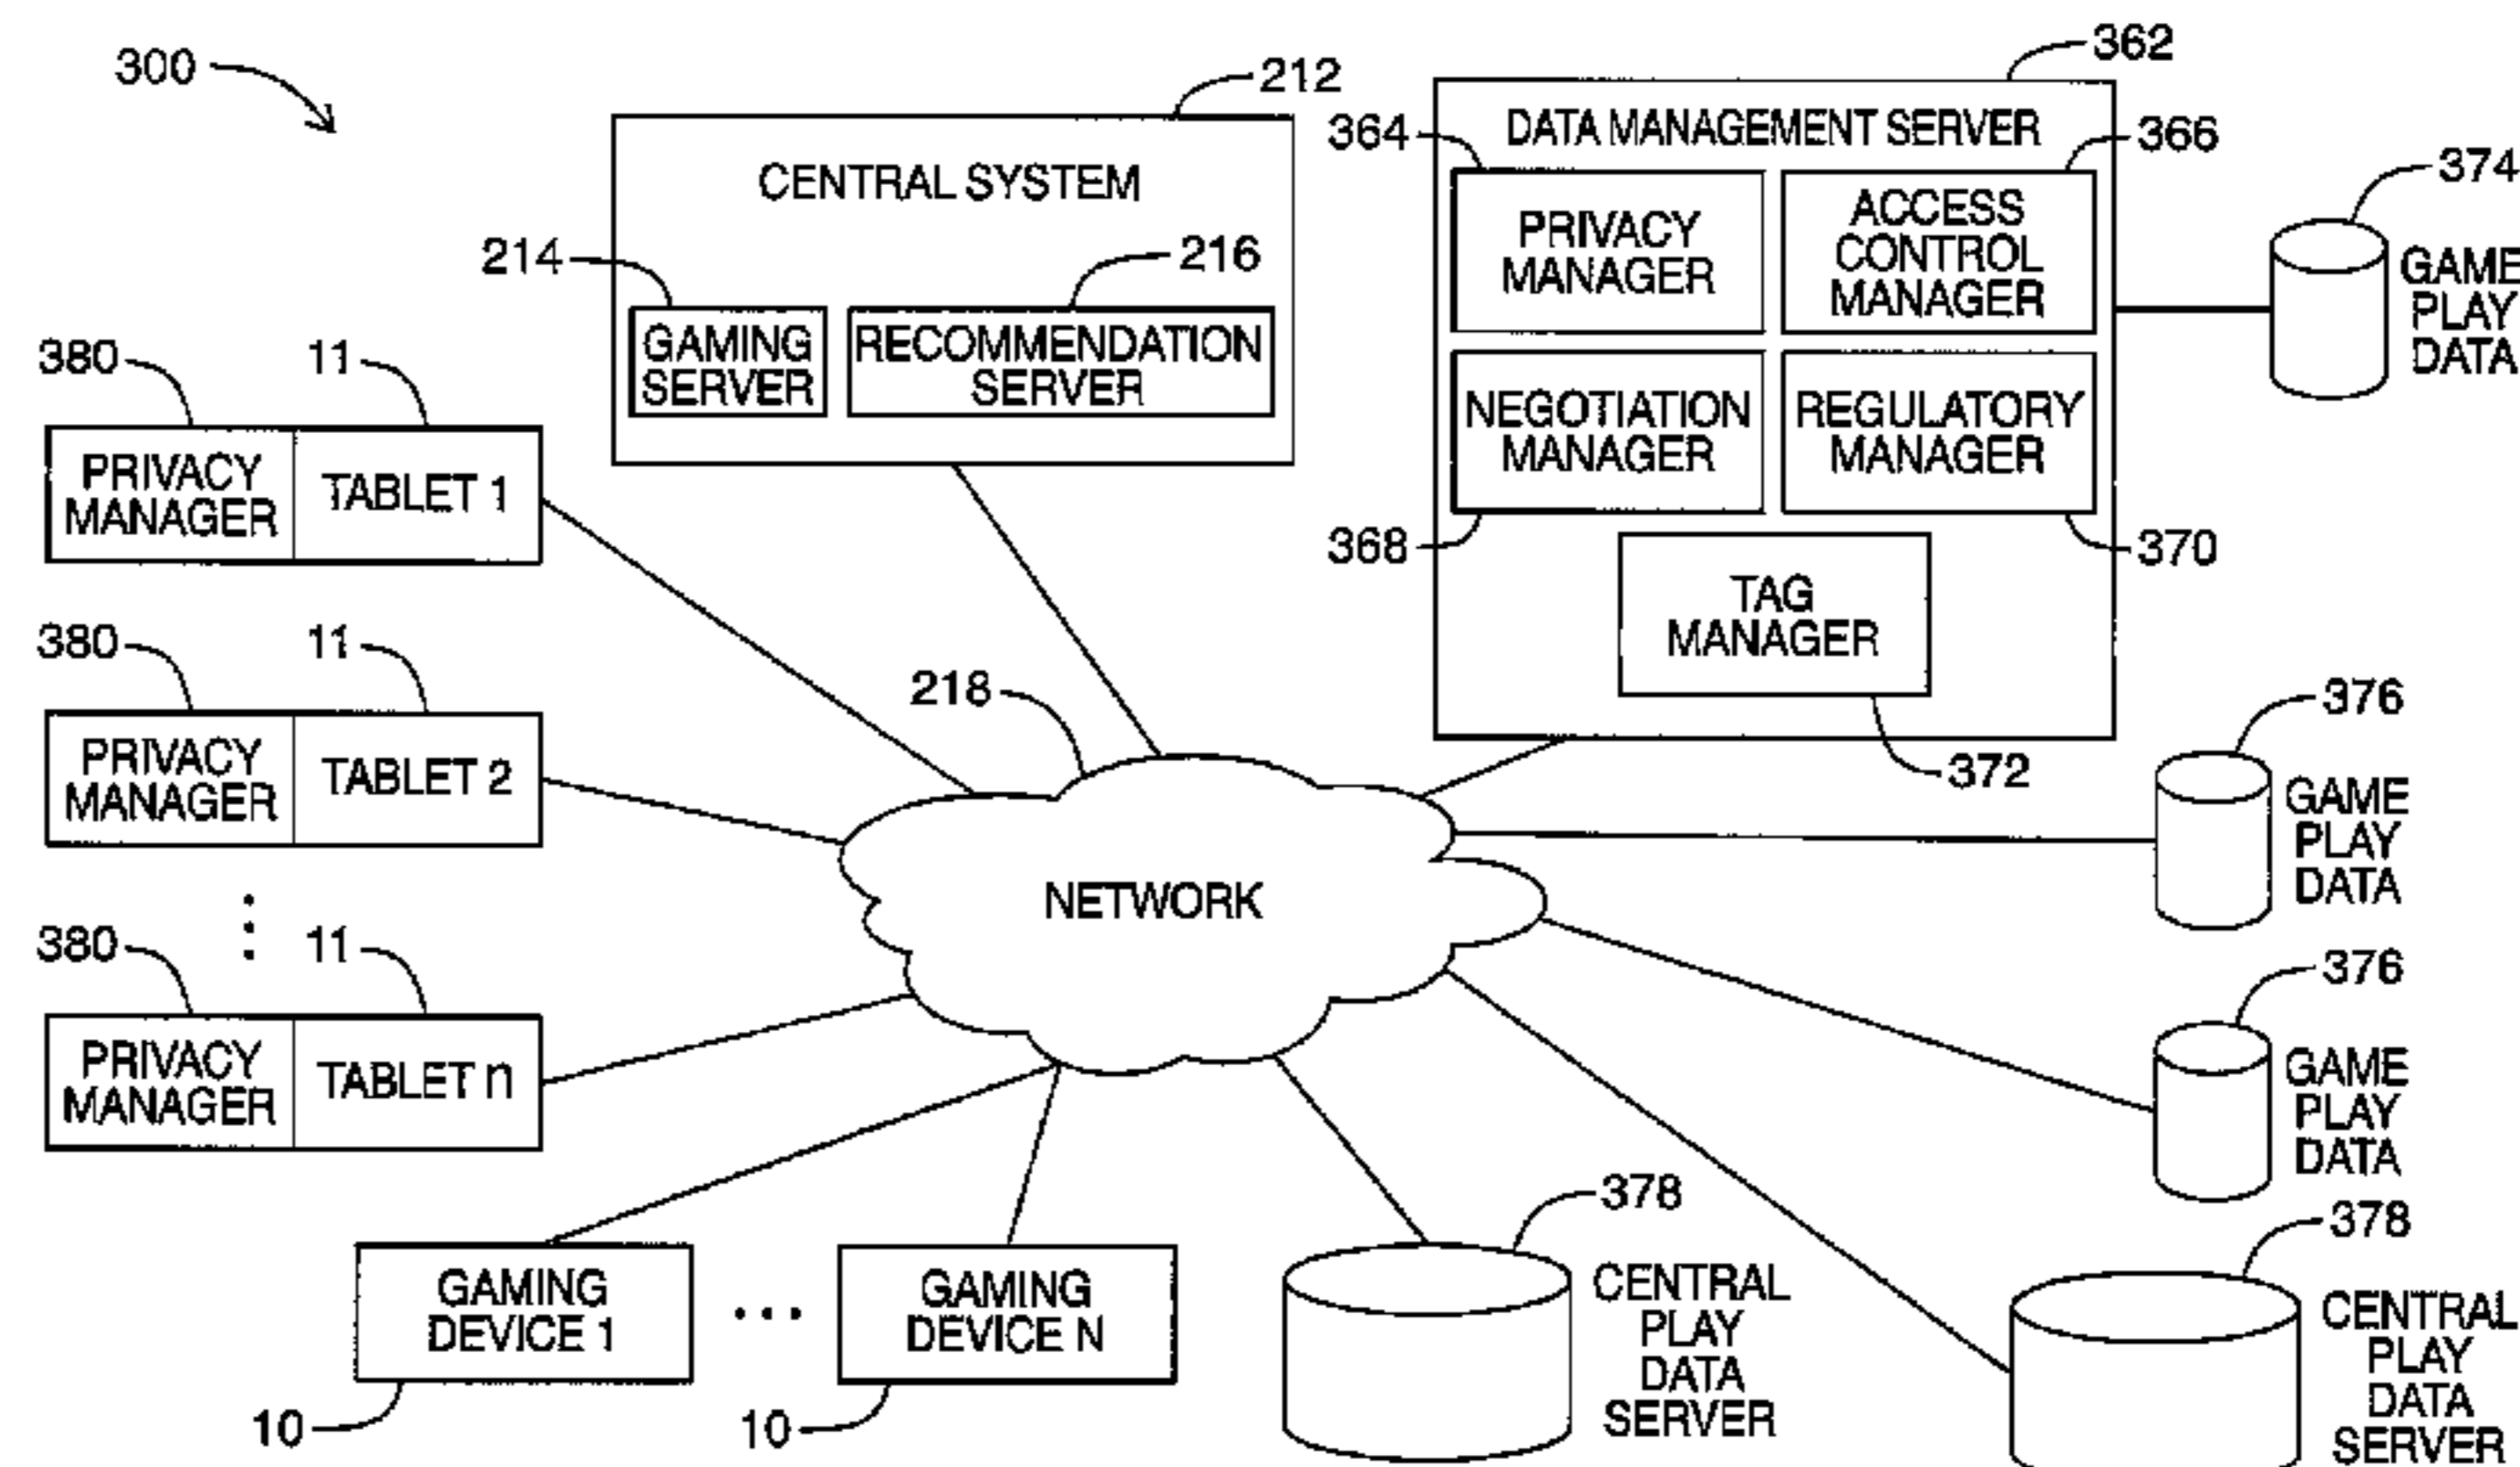 300
212
CENTRAL SYSTEM
214
216
GAMING
SERVER
RECOMMENDATION
SERVER
362
DATA MANAGEMENT SERVER
364
366
PRIVACY
MANAGER
ACCESS
CONTROL
MANAGER
NEGOTIATION
MANAGER
REGULATORY
MANAGER
368
370
TAG
MANAGER
372
374
GAME
PLAY
DATA
380
11
PRIVACY
MANAGER
TABLET 1
380
11
PRIVACY
MANAGER
TABLET 2
380
11
PRIVACY
MANAGER
TABLET n
218
NETWORK
376
GAME
PLAY
DATA
376
GAME
PLAY
DATA
GAMING
DEVICE 1
10
GAMING
DEVICE N
10
378
CENTRAL
PLAY
DATA
SERVER
378
CENTRAL
PLAY
DATA
SERVER